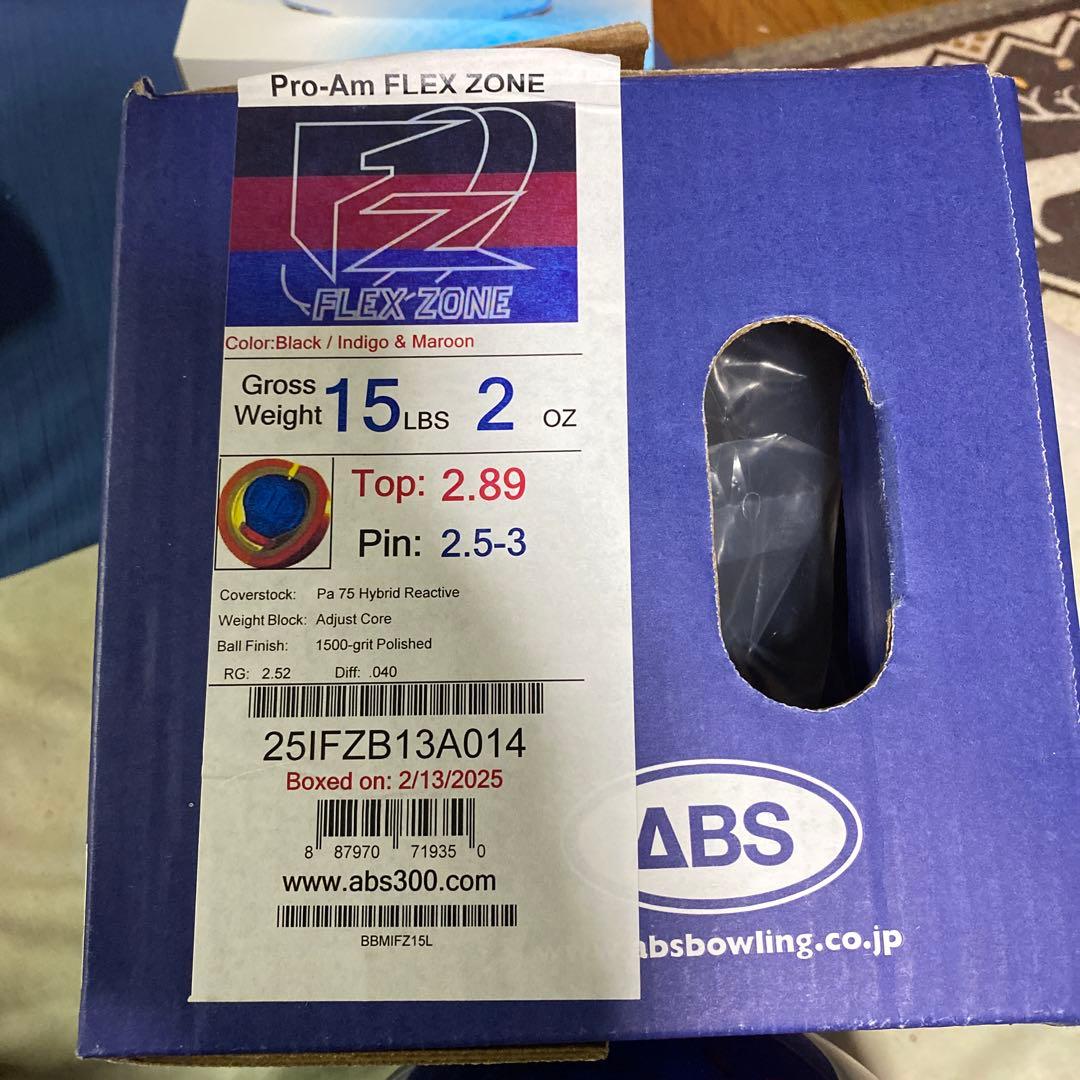 Pro-Am FLEX ZONE
FZ
FLEX ZONE
Color:Black / Indigo & Maroon
Gross Weight 15 LBS 2 OZ
Top: 2.89
Pin: 2.5-3
Coverstock: Pa 75 Hybrid Reactive
Weight Block: Adjust Core
Ball Finish: 1500-grit Polished
RG: 2.52 Diff: .040
25IFZB13A014
Boxed on: 2/13/2025
8 87970 71935 0
www.abs300.com
BBMIFZ15L
ABS
absbowling.co.jp